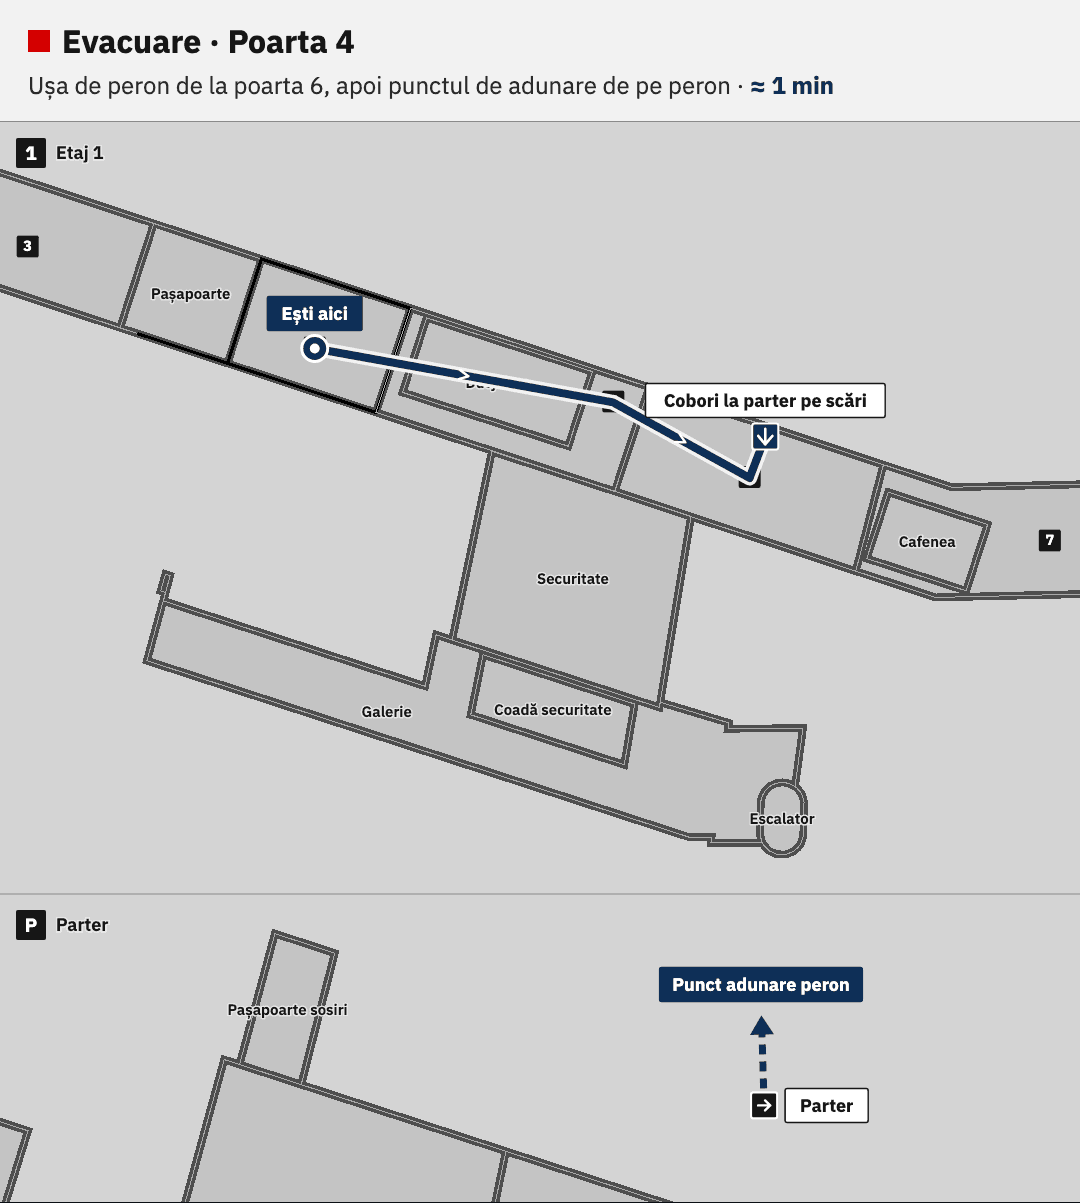 Evacuare · Poarta 4
Ușa de peron de la poarta 6, apoi punctul de adunare de pe peron · ≈ 1 min
1 Etaj 1
3
Pașapoarte
Ești aici
Cobori la parter pe scări
Cafenea
7
Securitate
Coadă securitate
Galerie
Escalator
P Parter
Punct adunare peron
Pașapoarte sosiri
Parter